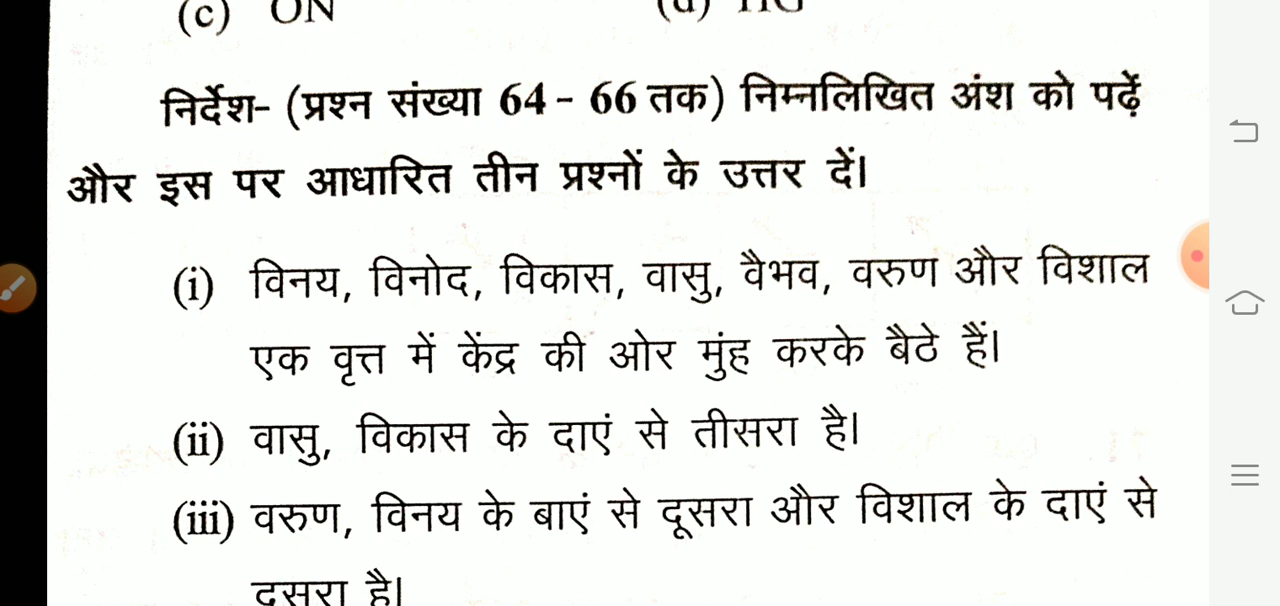 (c) ON
निर्देश- (प्रश्न संख्या 64 - 66 तक) निम्नलिखित अंश को पढ़ें
और इस पर आधारित तीन प्रश्नों के उत्तर दें।
(i) विनय, विनोद, विकास, वासु, वैभव, वरुण और विशाल
एक वृत्त में केंद्र की ओर मुंह करके बैठे हैं।
(ii) वासु, विकास के दाएं से तीसरा है।
(iii) वरुण, विनय के बाएं से दूसरा और विशाल के दाएं से
दूसरा है।